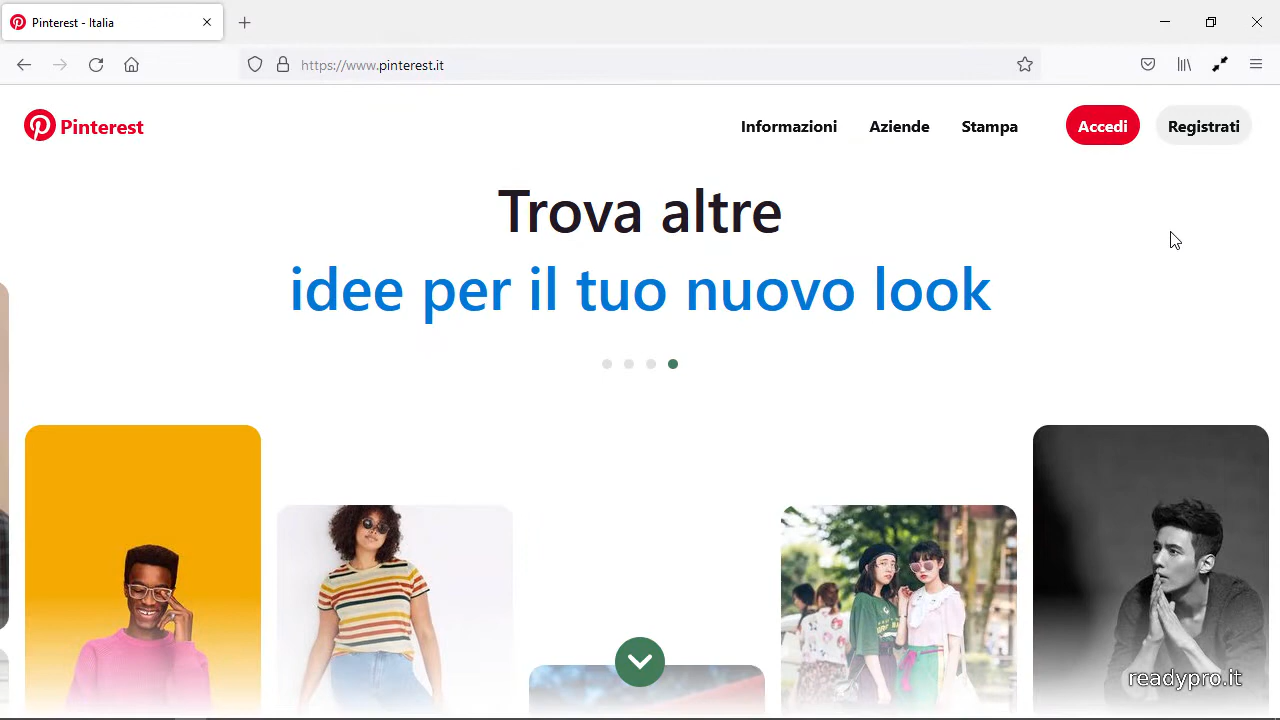 Pinterest - Italia
https://www.pinterest.it
Pinterest
Informazioni
Aziende
Stampa
Accedi
Registrati
Trova altre
idee per il tuo nuovo look
readypro.it